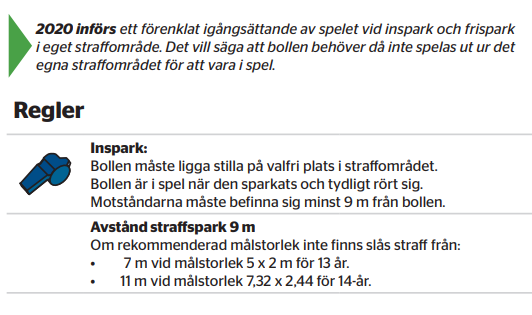 2020 införs ett förenklat igångsättande av spelet vid inspark och frispark
i eget straffområde. Det vill säga att bollen behöver då inte spelas ut ur det
egna straffområdet för att vara i spel.
Regler
Inspark:
Bollen måste ligga stilla på valfri plats i straffområdet.
Bollen är i spel när den sparkats och tydligt rört sig.
Motståndarna måste befinna sig minst 9 m från bollen.
Avstånd straffspark 9 m
Om rekommenderad målstorlek inte finns slås straff från:
• 7 m vid målstorlek 5 x 2 m för 13 år.
• 11 m vid målstorlek 7,32 x 2,44 för 14-år.